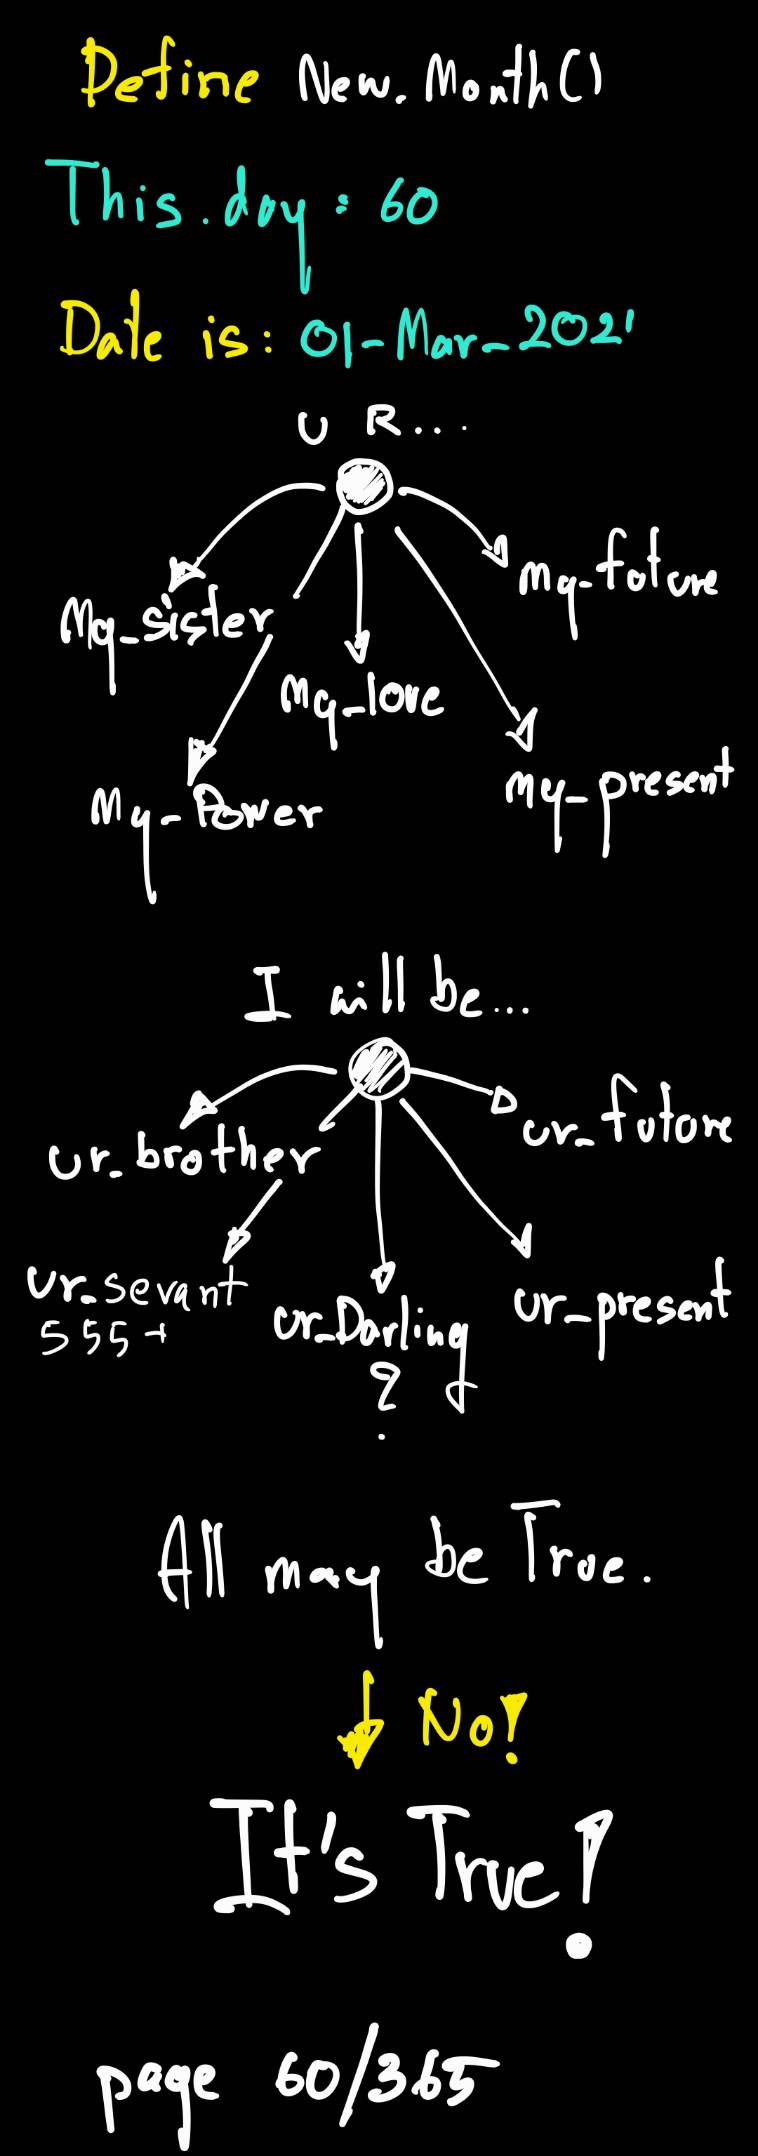 Define New.Month()
This.day: 60
Date is: 01-Mar-2021
U R...
My-sister
my-future
My-love
My-Power
my-present
I will be...
ur-brother
ur-future
ur-sevant
555+
ur-Darling
?
ur-present
All may be True.
No!
It's True!
page 60/365